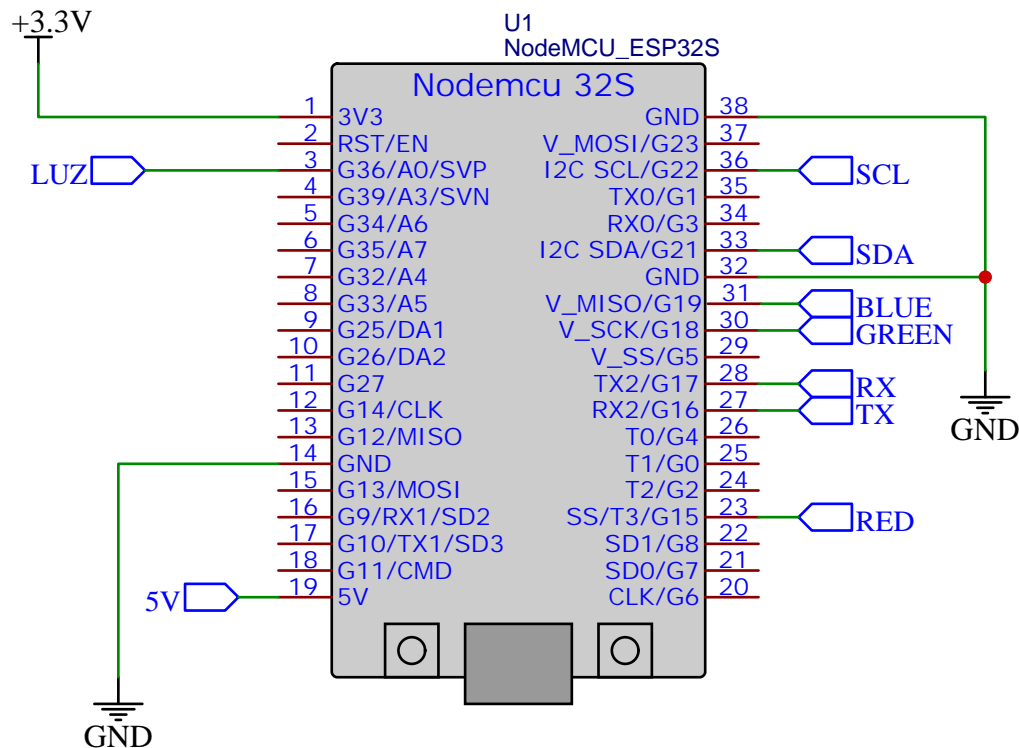 +3.3V
U1
NodeMCU_ESP32S
Nodemcu 32S
1 3V3 GND 38
2 RST/EN V_MOSI/G23 37
LUZ 3 G36/A0/SVP I2C SCL/G22 36 SCL
4 G39/A3/SVN TX0/G1 35
5 G34/A6 RX0/G3 34
6 G35/A7 I2C SDA/G21 33 SDA
7 G32/A4 GND 32
8 G33/A5 V_MISO/G19 31 BLUE
9 G25/DA1 V_SCK/G18 30 GREEN
10 G26/DA2 V_SS/G5 29
11 G27 TX2/G17 28 RX
12 G14/CLK RX2/G16 27 TX
13 G12/MISO T0/G4 26
14 GND T1/G0 25
15 G13/MOSI T2/G2 24
16 G9/RX1/SD2 SS/T3/G15 23 RED
17 G10/TX1/SD3 SD1/G8 22
18 G11/CMD SD0/G7 21
5V 19 5V CLK/G6 20
GND
GND